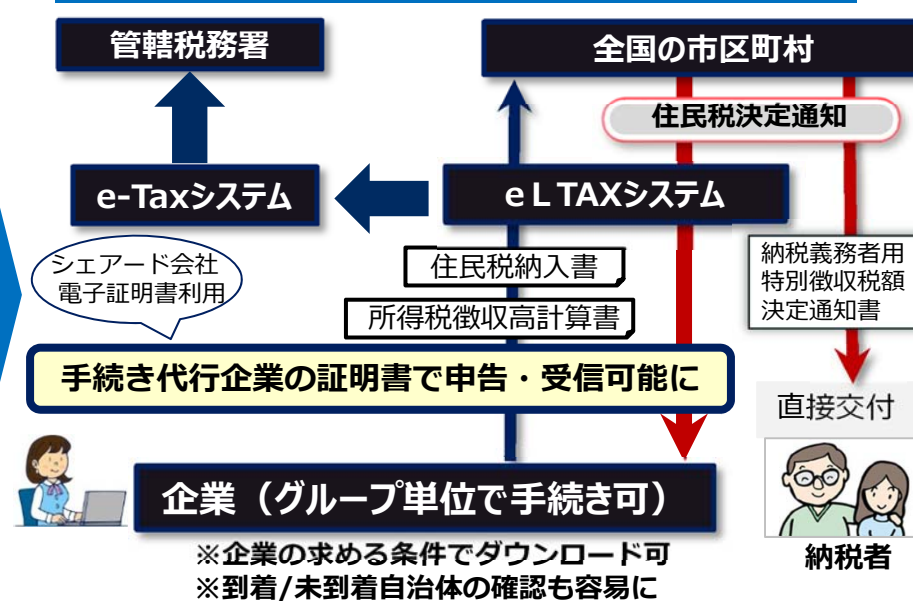 管轄税務署
全国の市区町村
住民税決定通知
e-Taxシステム
eLTAXシステム
シェアード会社
電子証明書利用
住民税納入書
所得税徴収高計算書
納税義務者用
特別徴収税額
決定通知書
手続き代行企業の証明書で申告・受信可能に
直接交付
企業（グループ単位で手続き可）
納税者
※企業の求める条件でダウンロード可
※到着/未到着自治体の確認も容易に